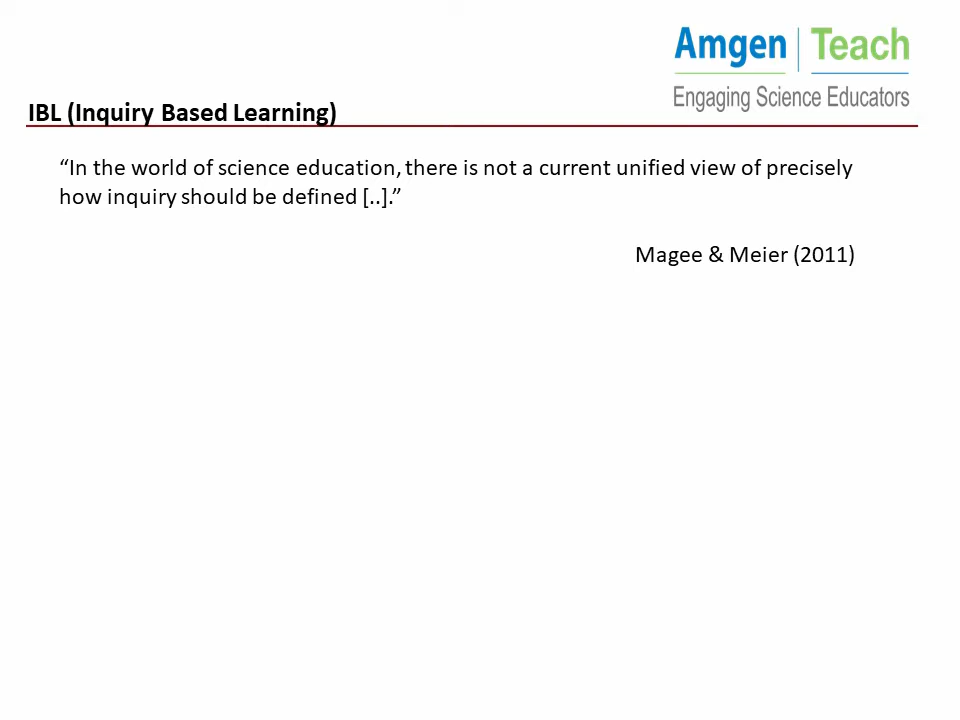 Amgen | Teach
Engaging Science Educators
IBL (Inquiry Based Learning)
“In the world of science education, there is not a current unified view of precisely
how inquiry should be defined [..].”
Magee & Meier (2011)